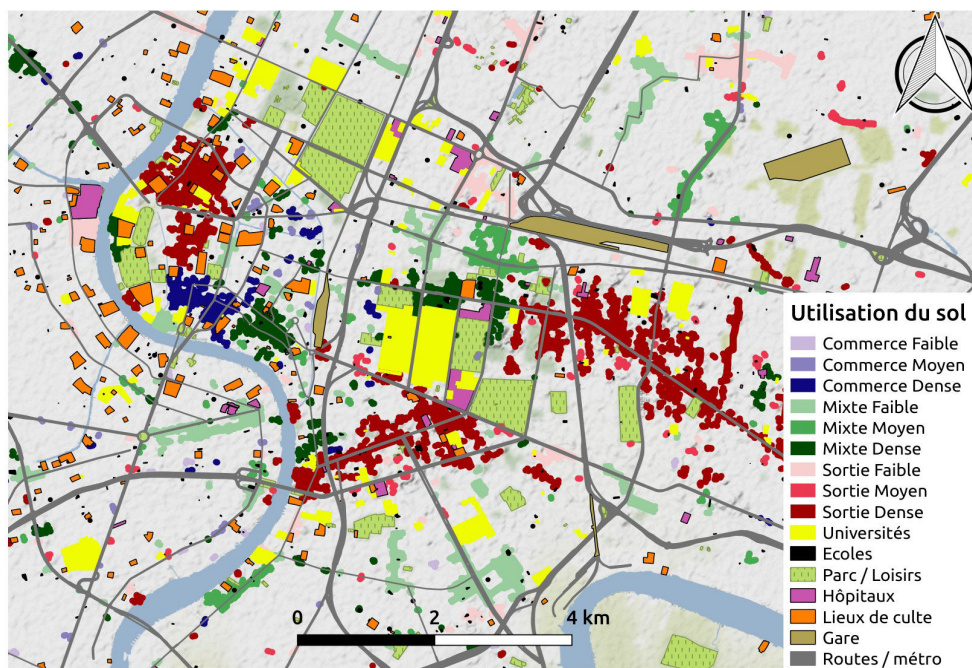 Utilisation du sol
Commerce Faible
Commerce Moyen
Commerce Dense
Mixte Faible
Mixte Moyen
Mixte Dense
Sortie Faible
Sortie Moyen
Sortie Dense
Universités
Ecoles
Parc / Loisirs
Hôpitaux
Lieux de culte
Gare
Routes / métro
0 2 4 km